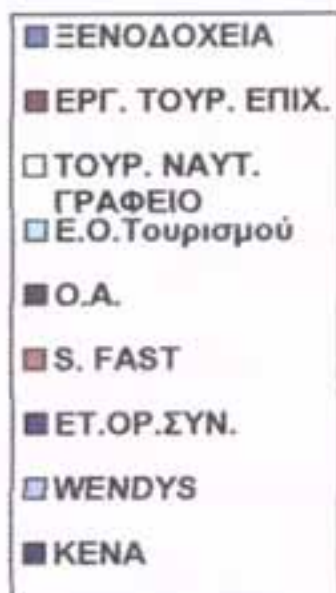 ΞΕΝΟΔΟΧΕΙΑ
ΕΡΓ. ΤΟΥΡ. ΕΠΙΧ.
ΤΟΥΡ. ΝΑΥΤ.
ΓΡΑΦΕΙΟ
Ε.Ο.Τουρισμού
Ο.Α.
S. FAST
ΕΤ.ΟΡ.ΣΥΝ.
WENDYS
ΚΕΝΑ